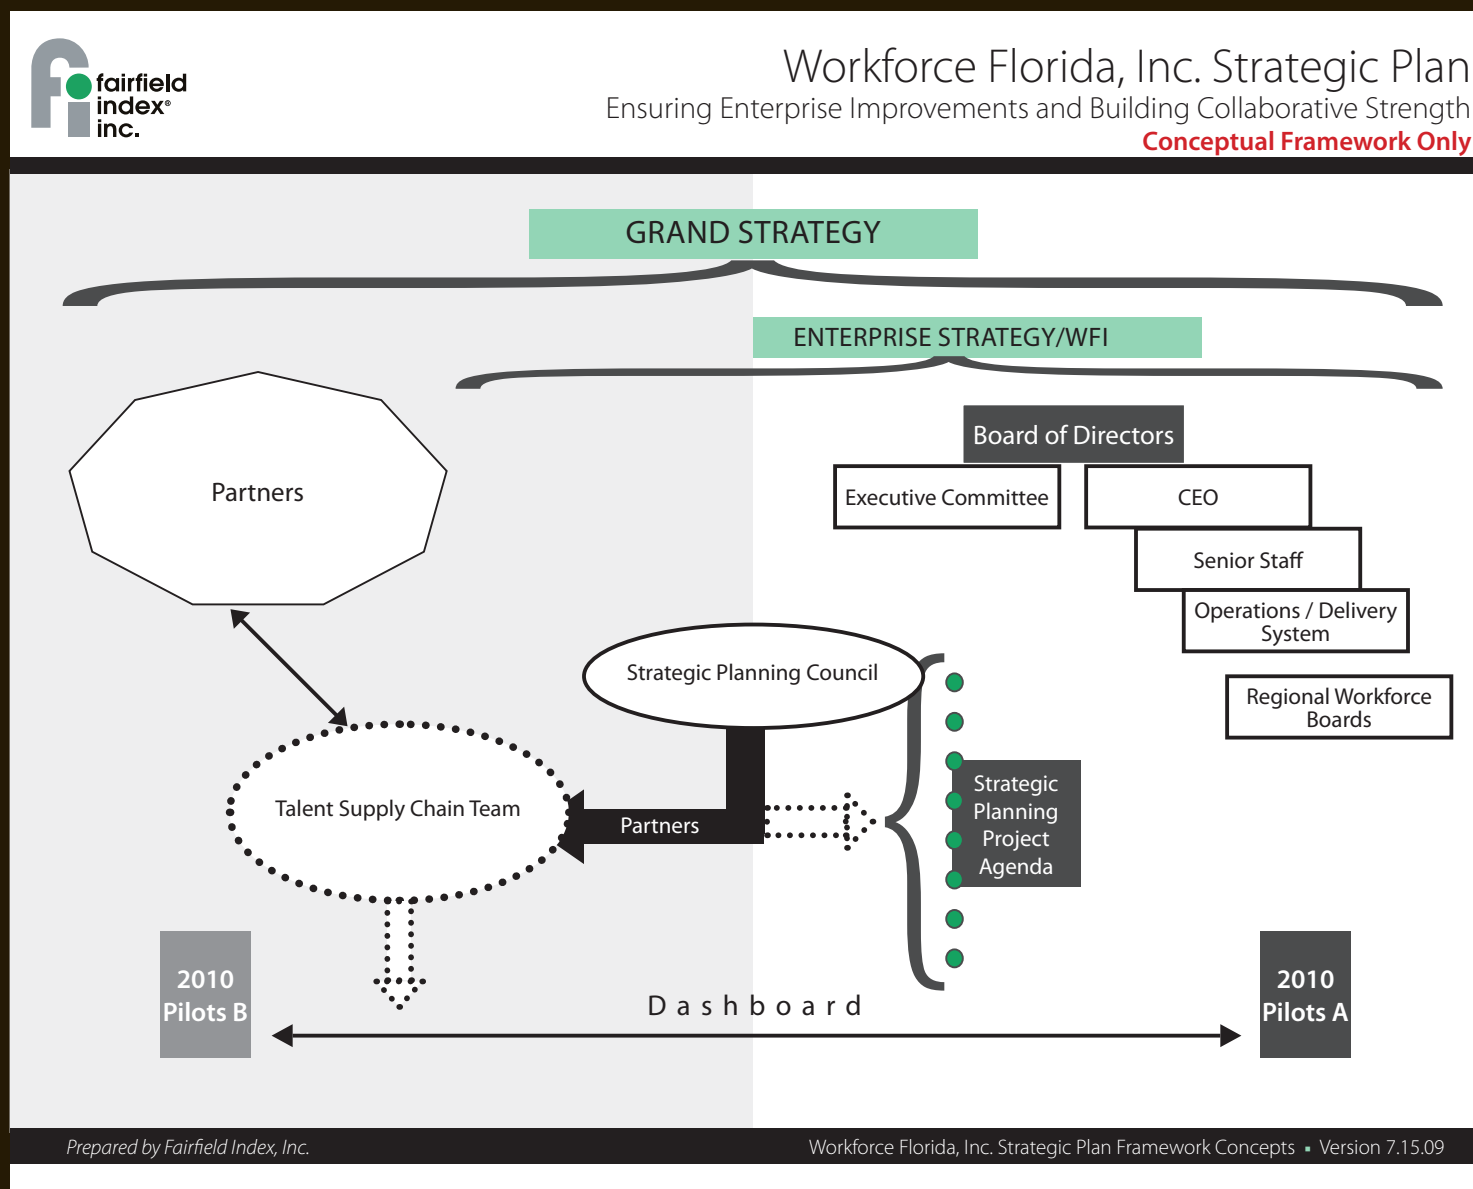 fairfield
index®
inc.
Workforce Florida, Inc. Strategic Plan
Ensuring Enterprise Improvements and Building Collaborative Strength
Conceptual Framework Only
GRAND STRATEGY
ENTERPRISE STRATEGY/WFI
Board of Directors
Executive Committee
CEO
Senior Staff
Operations / Delivery
System
Regional Workforce
Boards
Partners
Strategic Planning Council
Talent Supply Chain Team
Partners
Strategic
Planning
Project
Agenda
2010
Pilots B
Dashboard
2010
Pilots A
Prepared by Fairfield Index, Inc.
Workforce Florida, Inc. Strategic Plan Framework Concepts ▪ Version 7.15.09